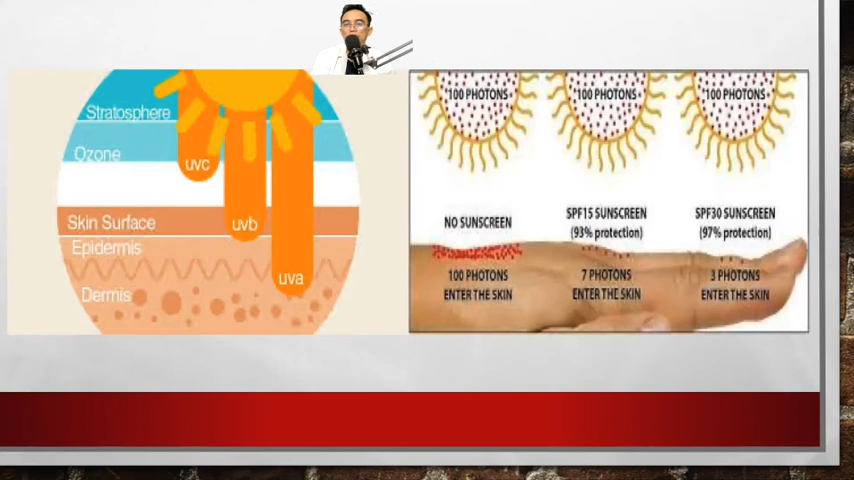 Stratosphere
Ozone
uvc
Skin Surface
uvb
Epidermis
uva
Dermis
100 PHOTONS
100 PHOTONS
100 PHOTONS
NO SUNSCREEN
SPF15 SUNSCREEN
(93% protection)
SPF30 SUNSCREEN
(97% protection)
100 PHOTONS
ENTER THE SKIN
7 PHOTONS
ENTER THE SKIN
3 PHOTONS
ENTER THE SKIN